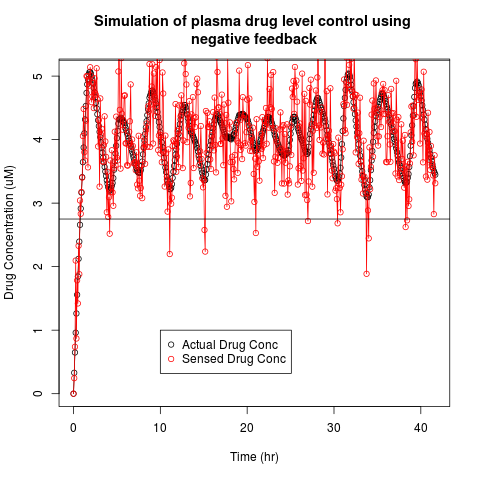 Simulation of plasma drug level control using
negative feedback
Drug Concentration (uM)
5
4
3
2
1
0
Actual Drug Conc
Sensed Drug Conc
0 10 20 30 40
Time (hr)